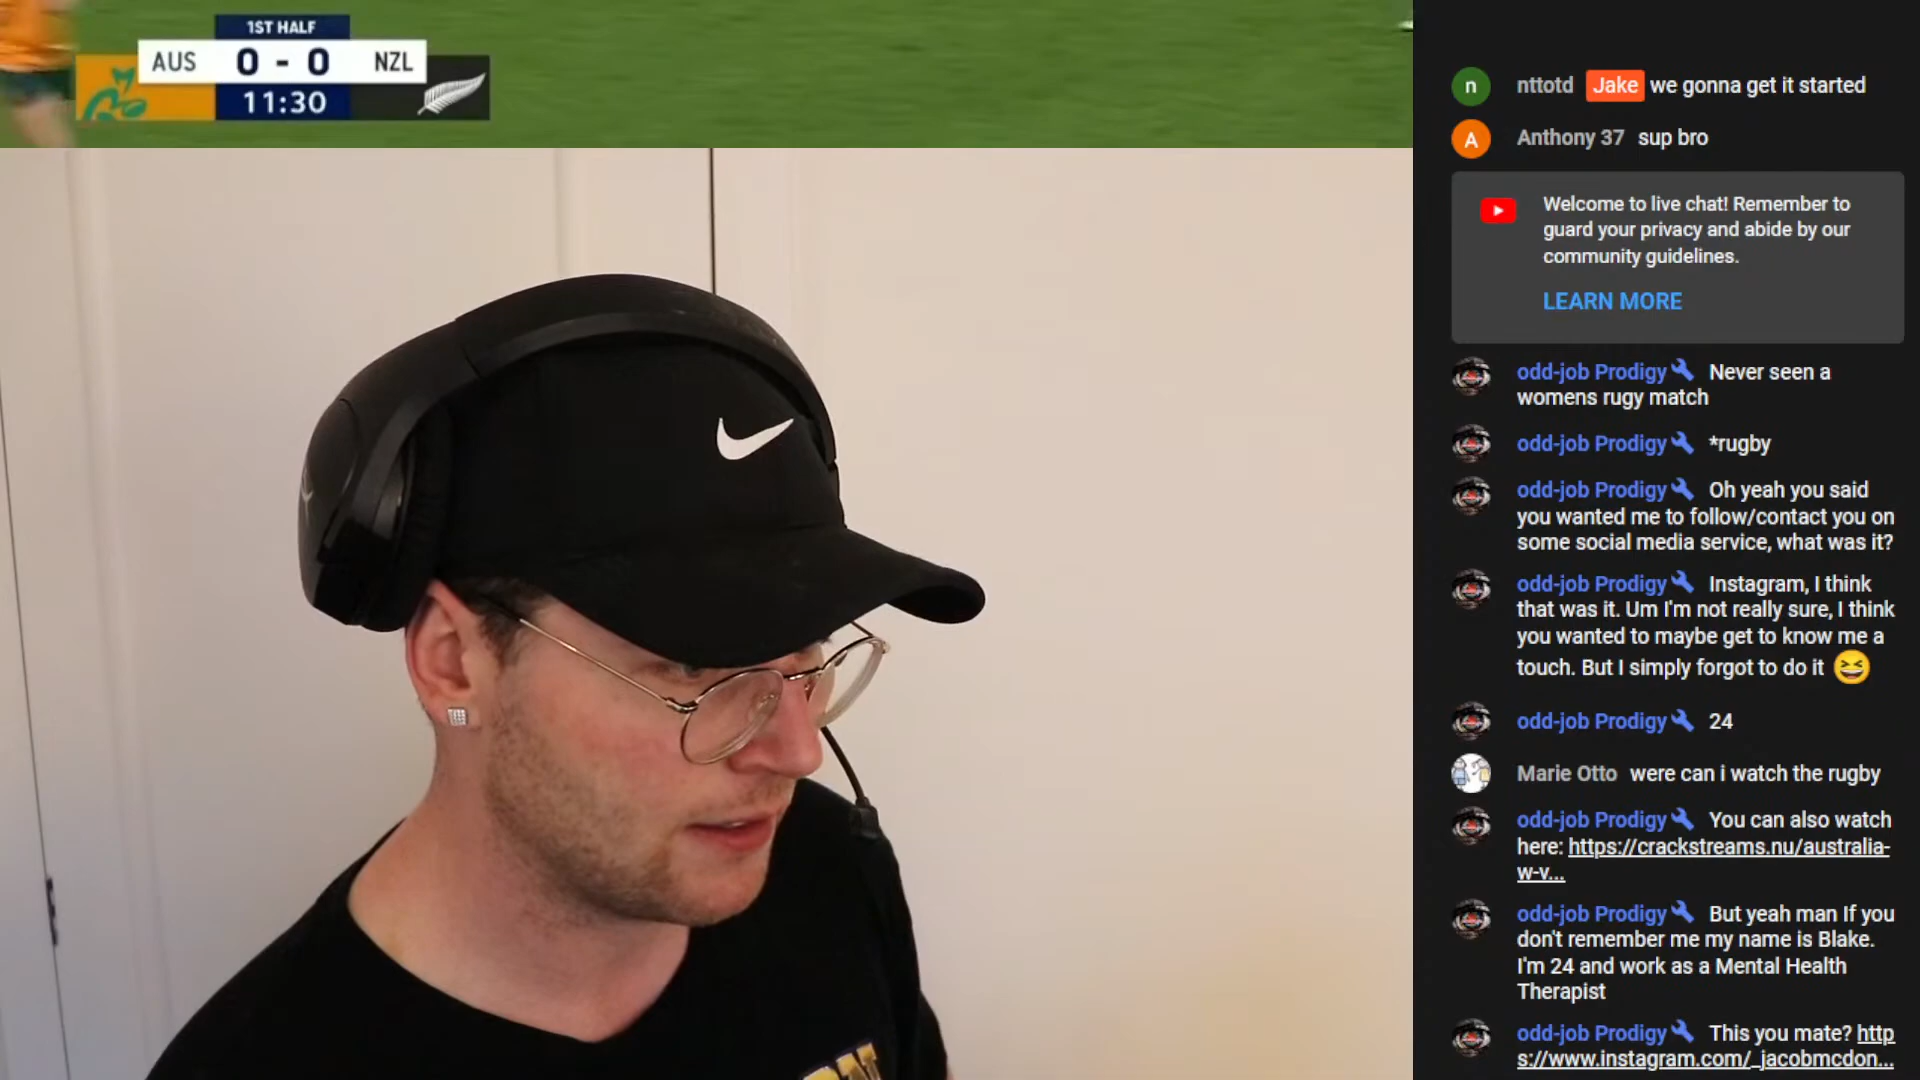 1ST HALF
AUS 0 - 0 NZL
11:30
n nttotd Jake we gonna get it started
A Anthony 37 sup bro
Welcome to live chat! Remember to
guard your privacy and abide by our
community guidelines.
LEARN MORE
odd-job Prodigy Never seen a
womens rugy match
odd-job Prodigy *rugby
odd-job Prodigy Oh yeah you said
you wanted me to follow/contact you on
some social media service, what was it?
odd-job Prodigy Instagram, I think
that was it. Um I'm not really sure, I think
you wanted to maybe get to know me a
touch. But I simply forgot to do it 😆
odd-job Prodigy 24
Marie Otto were can i watch the rugby
odd-job Prodigy You can also watch
here: https://crackstreams.nu/australia-
w-v...
odd-job Prodigy But yeah man If you
don't remember me my name is Blake.
I'm 24 and work as a Mental Health
Therapist
odd-job Prodigy This you mate? http
s://www.instagram.com/_jacobmcdon...